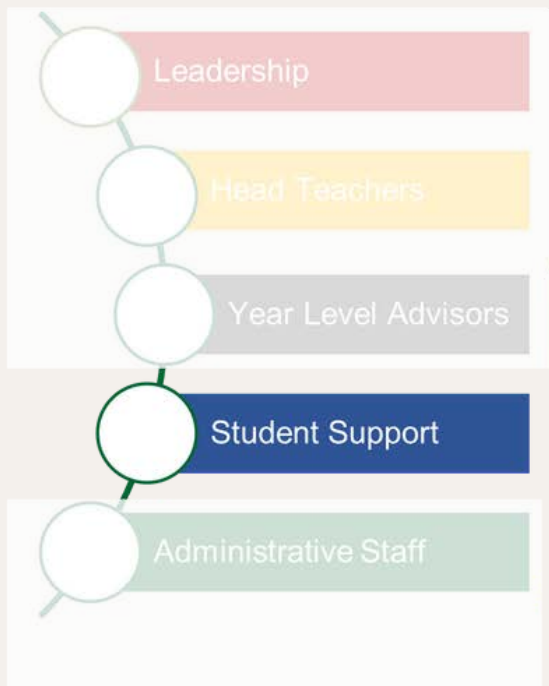 Leadership
Head Teachers
Year Level Advisors
Student Support
Administrative Staff